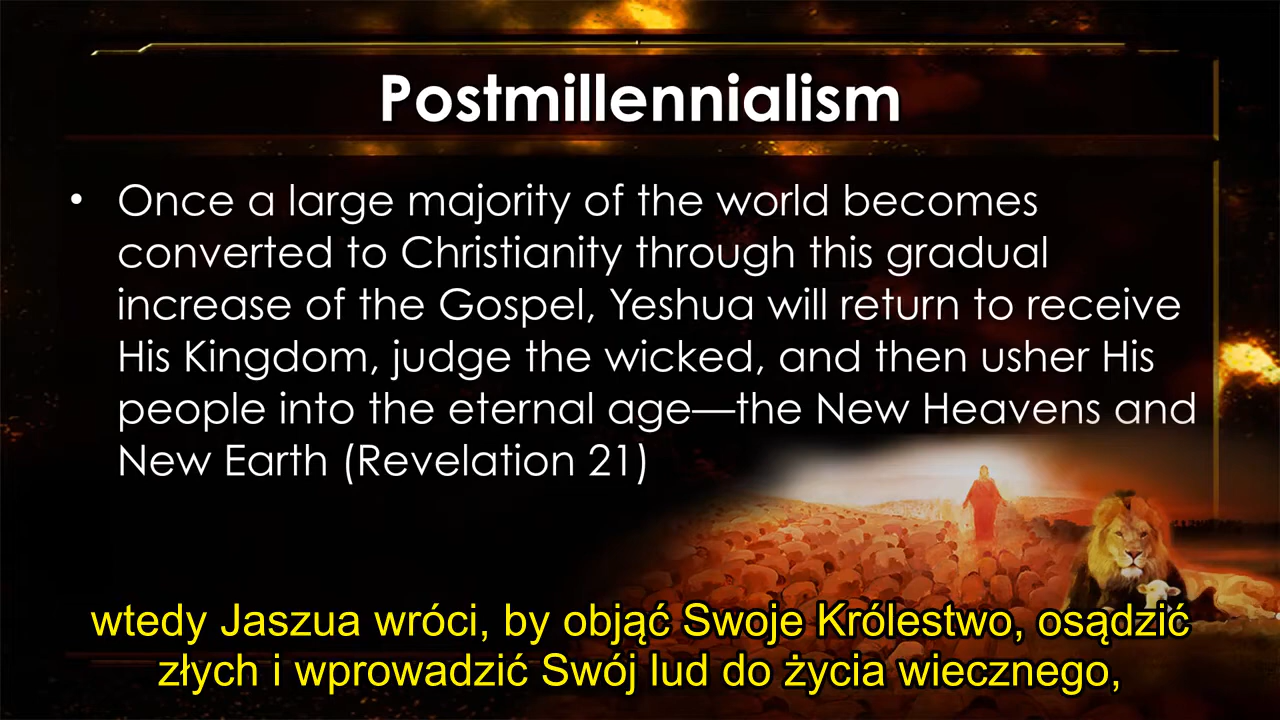 Postmillennialism
• Once a large majority of the world becomes
converted to Christianity through this gradual
increase of the Gospel, Yeshua will return to receive
His Kingdom, judge the wicked, and then usher His
people into the eternal age—the New Heavens and
New Earth (Revelation 21)
wtedy Jaszua wróci, by objąć Swoje Królestwo, osądzić
złych i wprowadzić Swój lud do życia wiecznego,